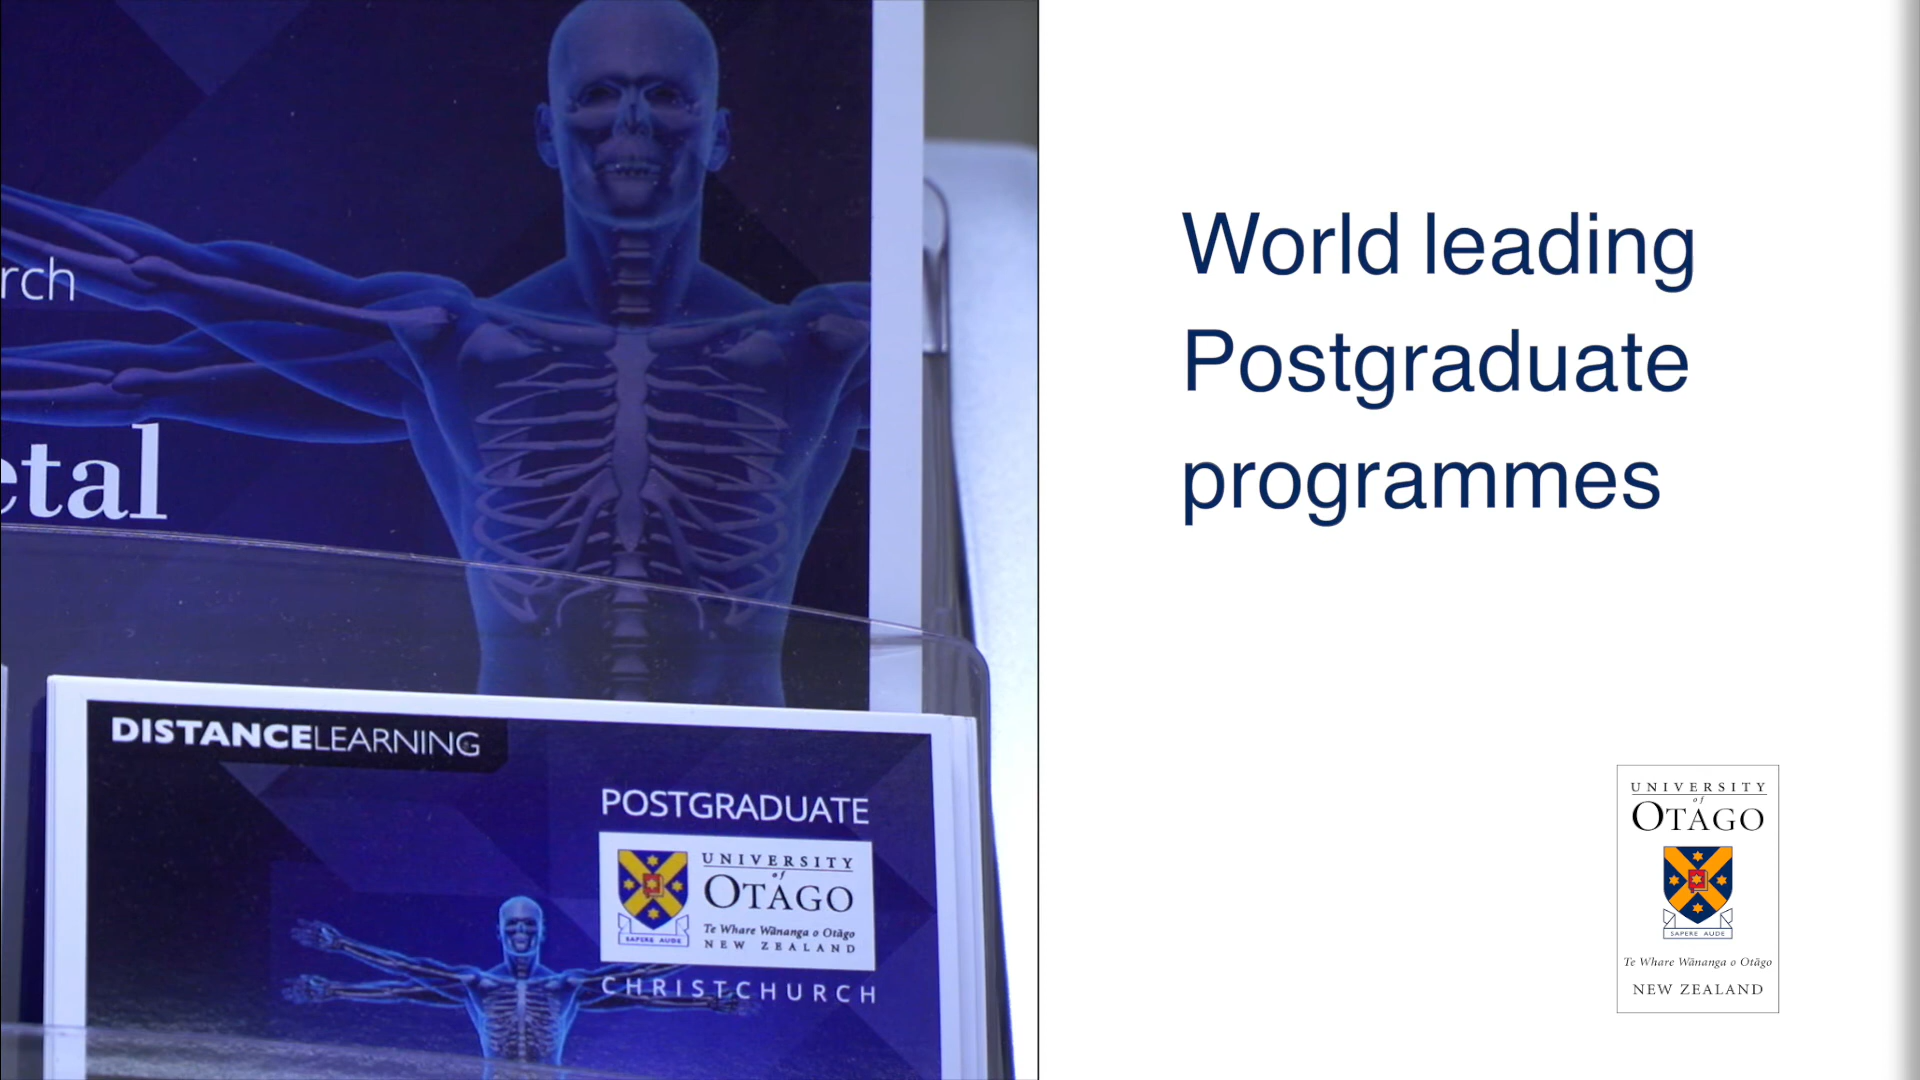 rch
etal
DISTANCELEARNING
POSTGRADUATE
UNIVERSITY
of
OTAGO
Te Whare Wānanga o Otāgo
NEW ZEALAND
SAPERE AUDE
CHRISTCHURCH
World leading
Postgraduate
programmes
UNIVERSITY
of
OTAGO
SAPERE AUDE
Te Whare Wānanga o Otāgo
NEW ZEALAND